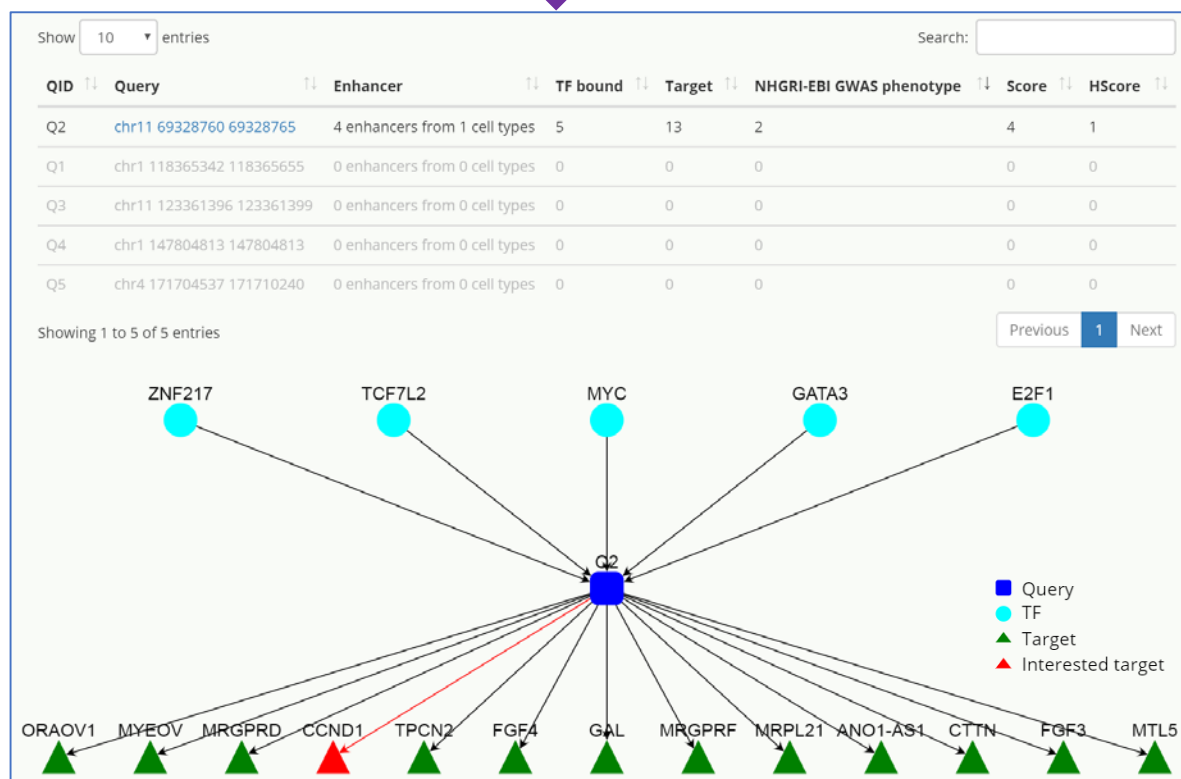 Show 10 entries Search:
QID Query Enhancer TF bound Target NHGRI-EBI GWAS phenotype Score HScore
Q2 chr11 69328760 69328765 4 enhancers from 1 cell types 5 13 2 4 1
Q1 chr1 118365342 118365655 0 enhancers from 0 cell types 0 0 0 0 0
Q3 chr11 123361396 123361399 0 enhancers from 0 cell types 0 0 0 0 0
Q4 chr1 147804813 147804813 0 enhancers from 0 cell types 0 0 0 0 0
Q5 chr4 171704537 171710240 0 enhancers from 0 cell types 0 0 0 0 0
Showing 1 to 5 of 5 entries Previous 1 Next
ZNF217 TCF7L2 MYC GATA3 E2F1
Q2
Query
TF
Target
Interested target
ORAOV1 MYEOV MRGPRD CCND1 TPCN2 FGF4 GAL MRGPRF MRPL21 ANO1-AS1 CTTN FGF3 MTL5